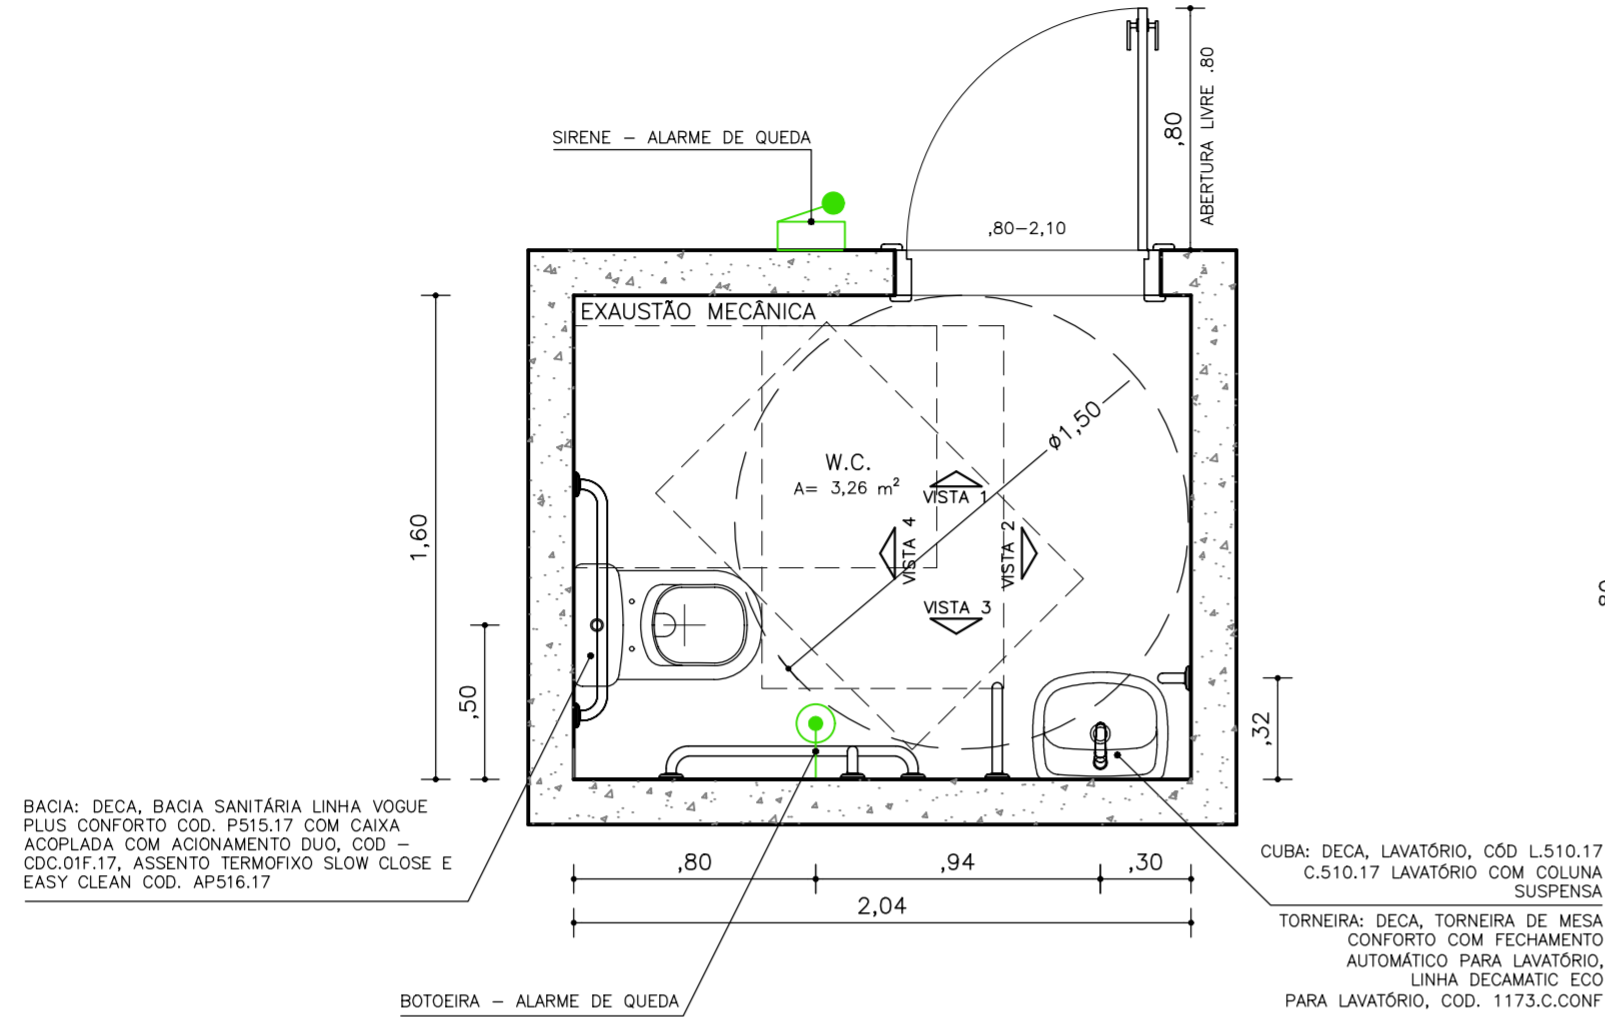 ,80
ABERTURA LIVRE .80
SIRENE – ALARME DE QUEDA
,80–2,10
EXAUSTÃO MECÂNICA
ø1,50
W.C.
A= 3,26 m²
VISTA 1
VISTA 4
VISTA 2
VISTA 3
1,60
,50
,32
BACIA: DECA, BACIA SANITÁRIA LINHA VOGUE
PLUS CONFORTO COD. P515.17 COM CAIXA
ACOPLADA COM ACIONAMENTO DUO, COD –
CDC.01F.17, ASSENTO TERMOFIXO SLOW CLOSE E
EASY CLEAN COD. AP516.17
,80
,94
,30
2,04
CUBA: DECA, LAVATÓRIO, CÓD L.510.17
C.510.17 LAVATÓRIO COM COLUNA
SUSPENSA
TORNEIRA: DECA, TORNEIRA DE MESA
CONFORTO COM FECHAMENTO
AUTOMÁTICO PARA LAVATÓRIO,
LINHA DECAMATIC ECO
PARA LAVATÓRIO, COD. 1173.C.CONF
BOTOEIRA – ALARME DE QUEDA